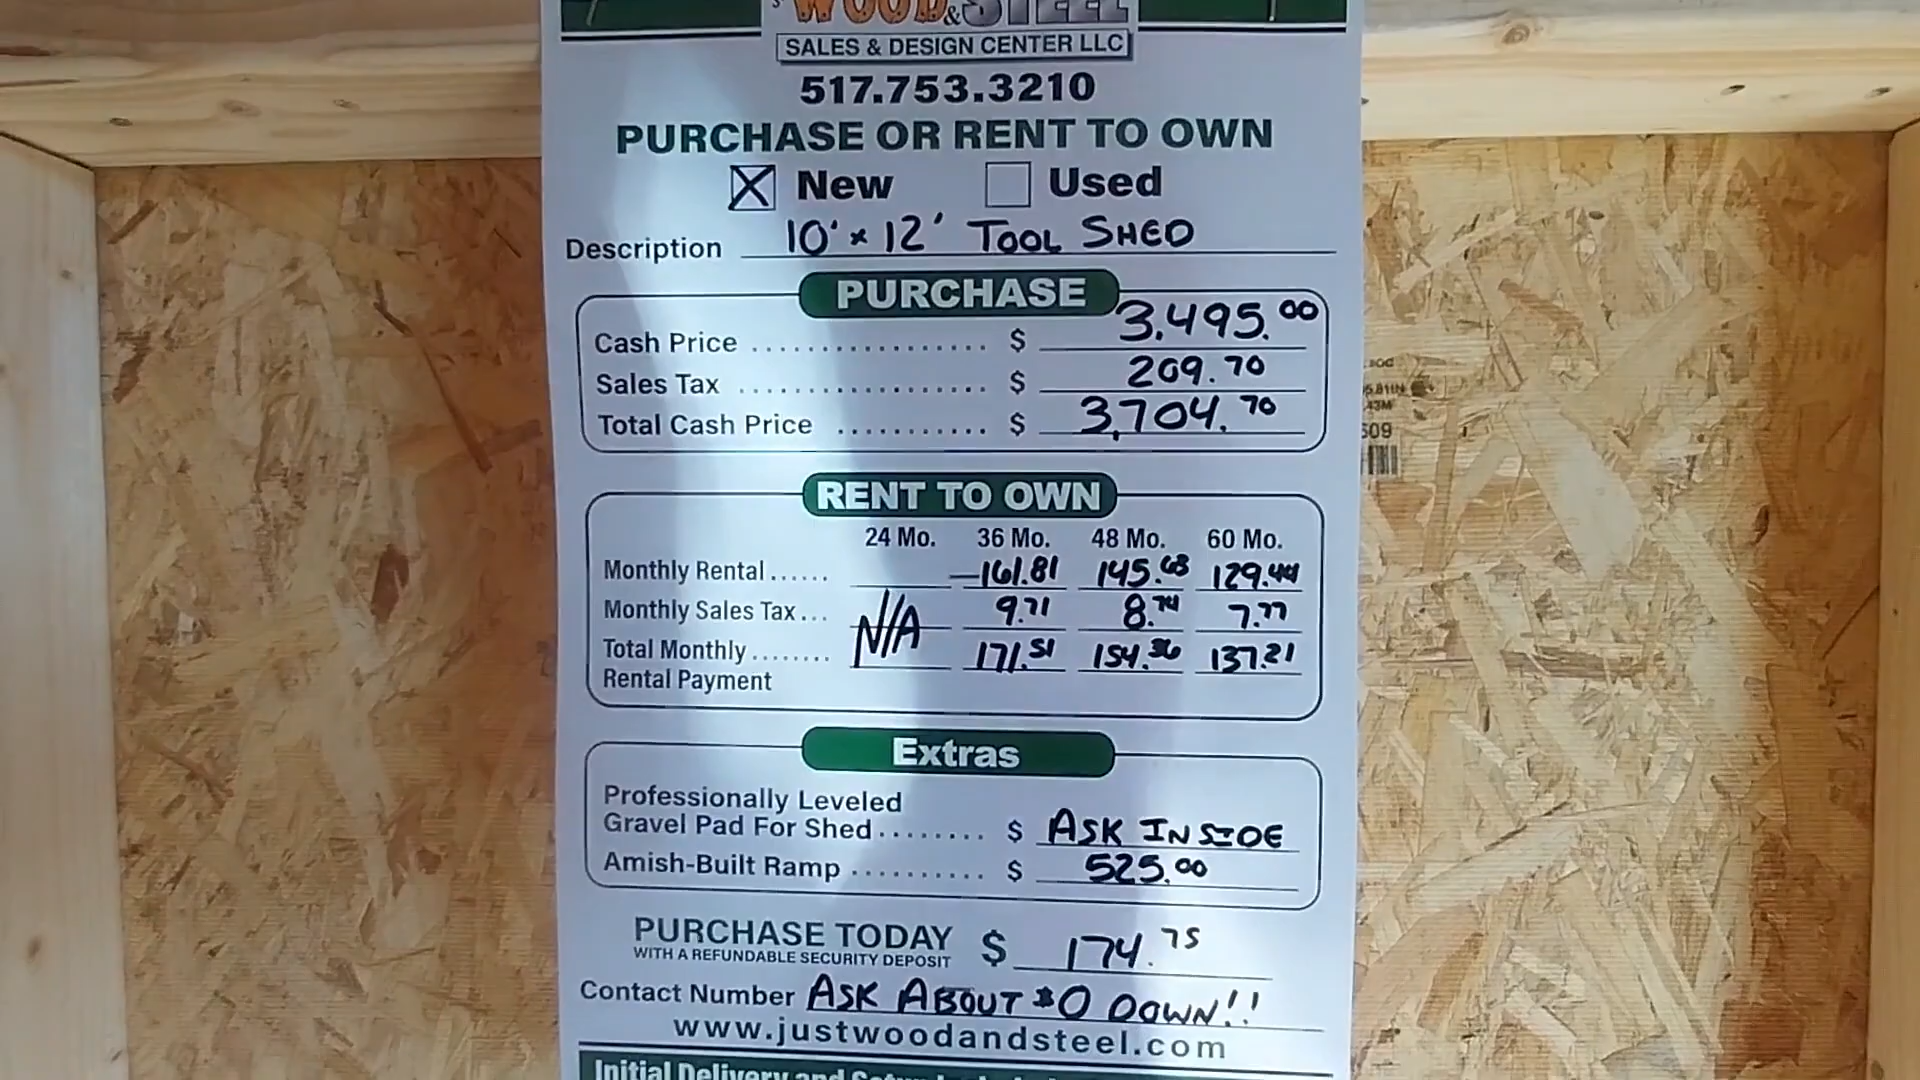 WOOD & STEEL
SALES & DESIGN CENTER LLC
517.753.3210
PURCHASE OR RENT TO OWN
New Used
Description 10' x 12' TOOL SHED
PURCHASE
Cash Price ................. $ 3,495.00
Sales Tax ................... $ 209.70
Total Cash Price ........... $ 3,704.70
RENT TO OWN
24 Mo. 36 Mo. 48 Mo. 60 Mo.
Monthly Rental ...... 161.81 145.63 129.44
Monthly Sales Tax ... N/A 9.71 8.74 7.77
Total Monthly ........ 171.51 154.36 137.21
Rental Payment
Extras
Professionally Leveled
Gravel Pad For Shed ......... $ ASK INSIDE
Amish-Built Ramp ........... $ 525.00
PURCHASE TODAY $ 174.75
WITH A REFUNDABLE SECURITY DEPOSIT
Contact Number ASK ABOUT $0 DOWN!!
www.justwoodandsteel.com
Initial Delivery and